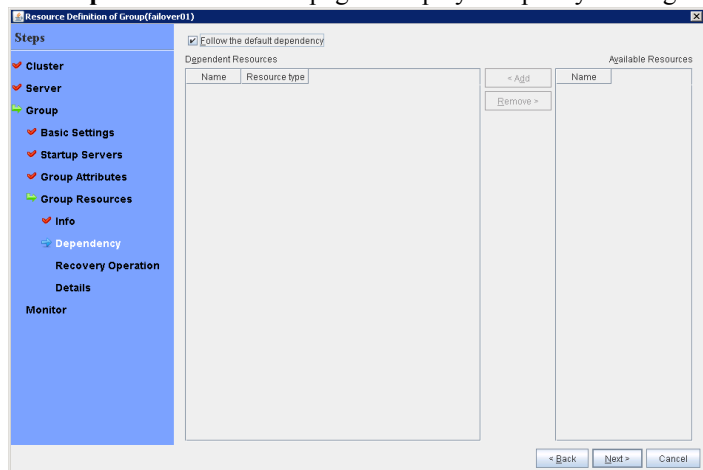 Resource Definition of Group(failover01)
Steps
Cluster
Server
Group
Basic Settings
Startup Servers
Group Attributes
Group Resources
Info
Dependency
Recovery Operation
Details
Monitor
Follow the default dependency
Dependent Resources
Name Resource type
< Add
Remove >
Available Resources
Name
< Back Next > Cancel